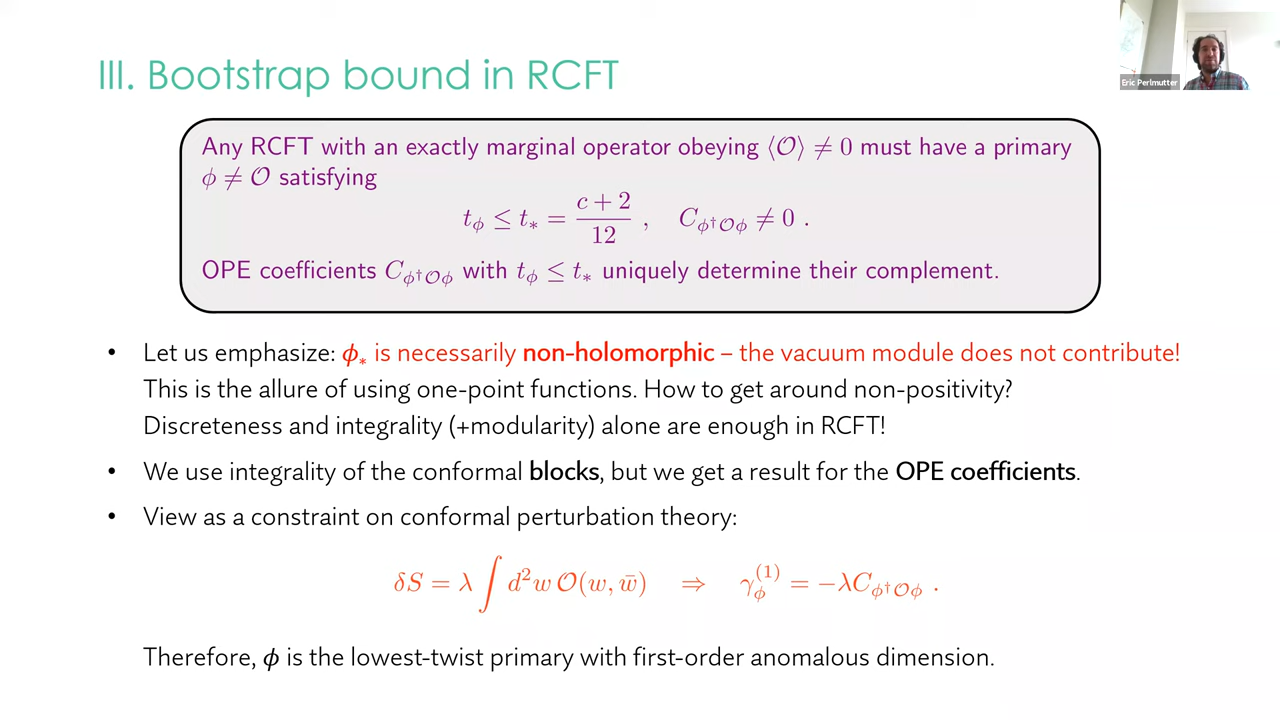 III. Bootstrap bound in RCFT
Eric Perlmutter
Any RCFT with an exactly marginal operator obeying ⟨𝒪⟩ ≠ 0 must have a primary
ϕ ≠ 𝒪 satisfying
t_ϕ ≤ t_* = (c + 2)/12 , C_{ϕ†𝒪ϕ} ≠ 0 .
OPE coefficients C_{ϕ†𝒪ϕ} with t_ϕ ≤ t_* uniquely determine their complement.
• Let us emphasize: ϕ_* is necessarily non-holomorphic – the vacuum module does not contribute!
This is the allure of using one-point functions. How to get around non-positivity?
Discreteness and integrality (+modularity) alone are enough in RCFT!
• We use integrality of the conformal blocks, but we get a result for the OPE coefficients.
• View as a constraint on conformal perturbation theory:
δS = λ ∫ d²w 𝒪(w, w̄) ⇒ γ_ϕ^{(1)} = −λC_{ϕ†𝒪ϕ} .
Therefore, ϕ is the lowest-twist primary with first-order anomalous dimension.